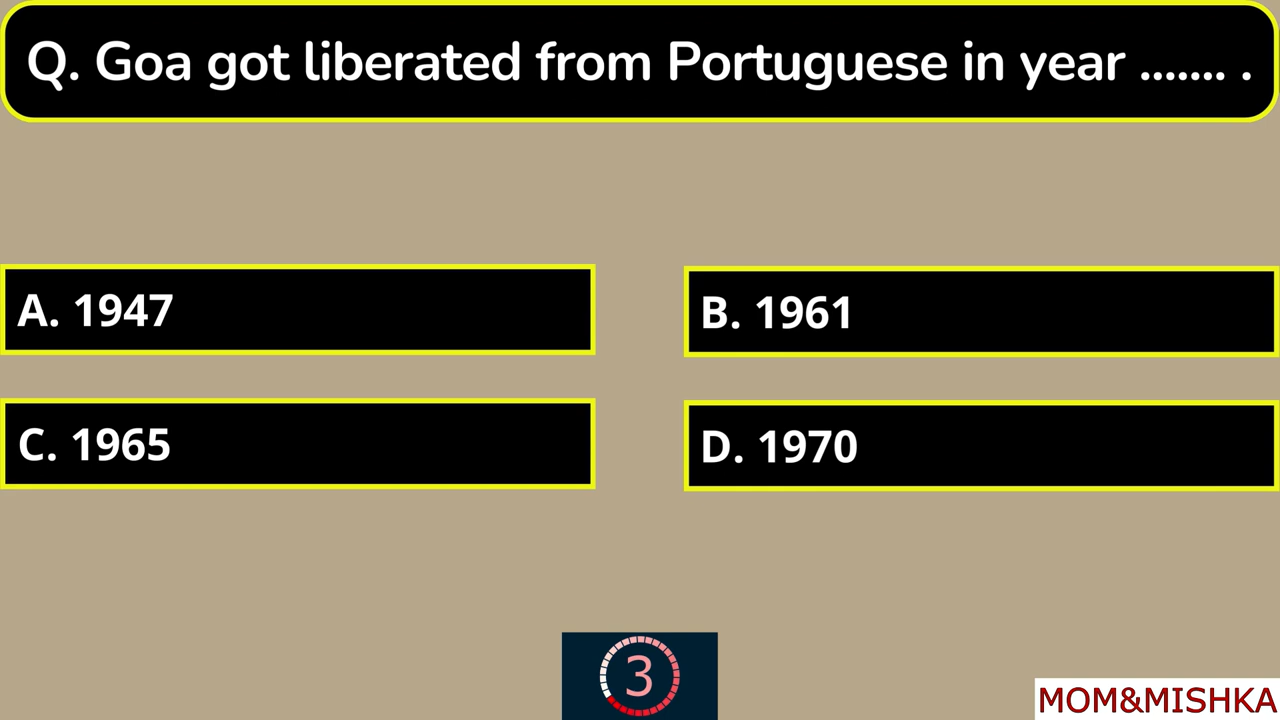 Q. Goa got liberated from Portuguese in year ....... .
A. 1947
B. 1961
C. 1965
D. 1970
3
MOM&MISHKA